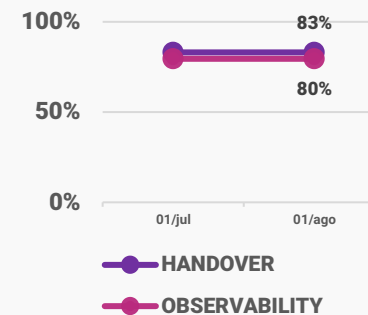 100%
83%
50%
80%
0%
01/jul 01/ago
HANDOVER
OBSERVABILITY